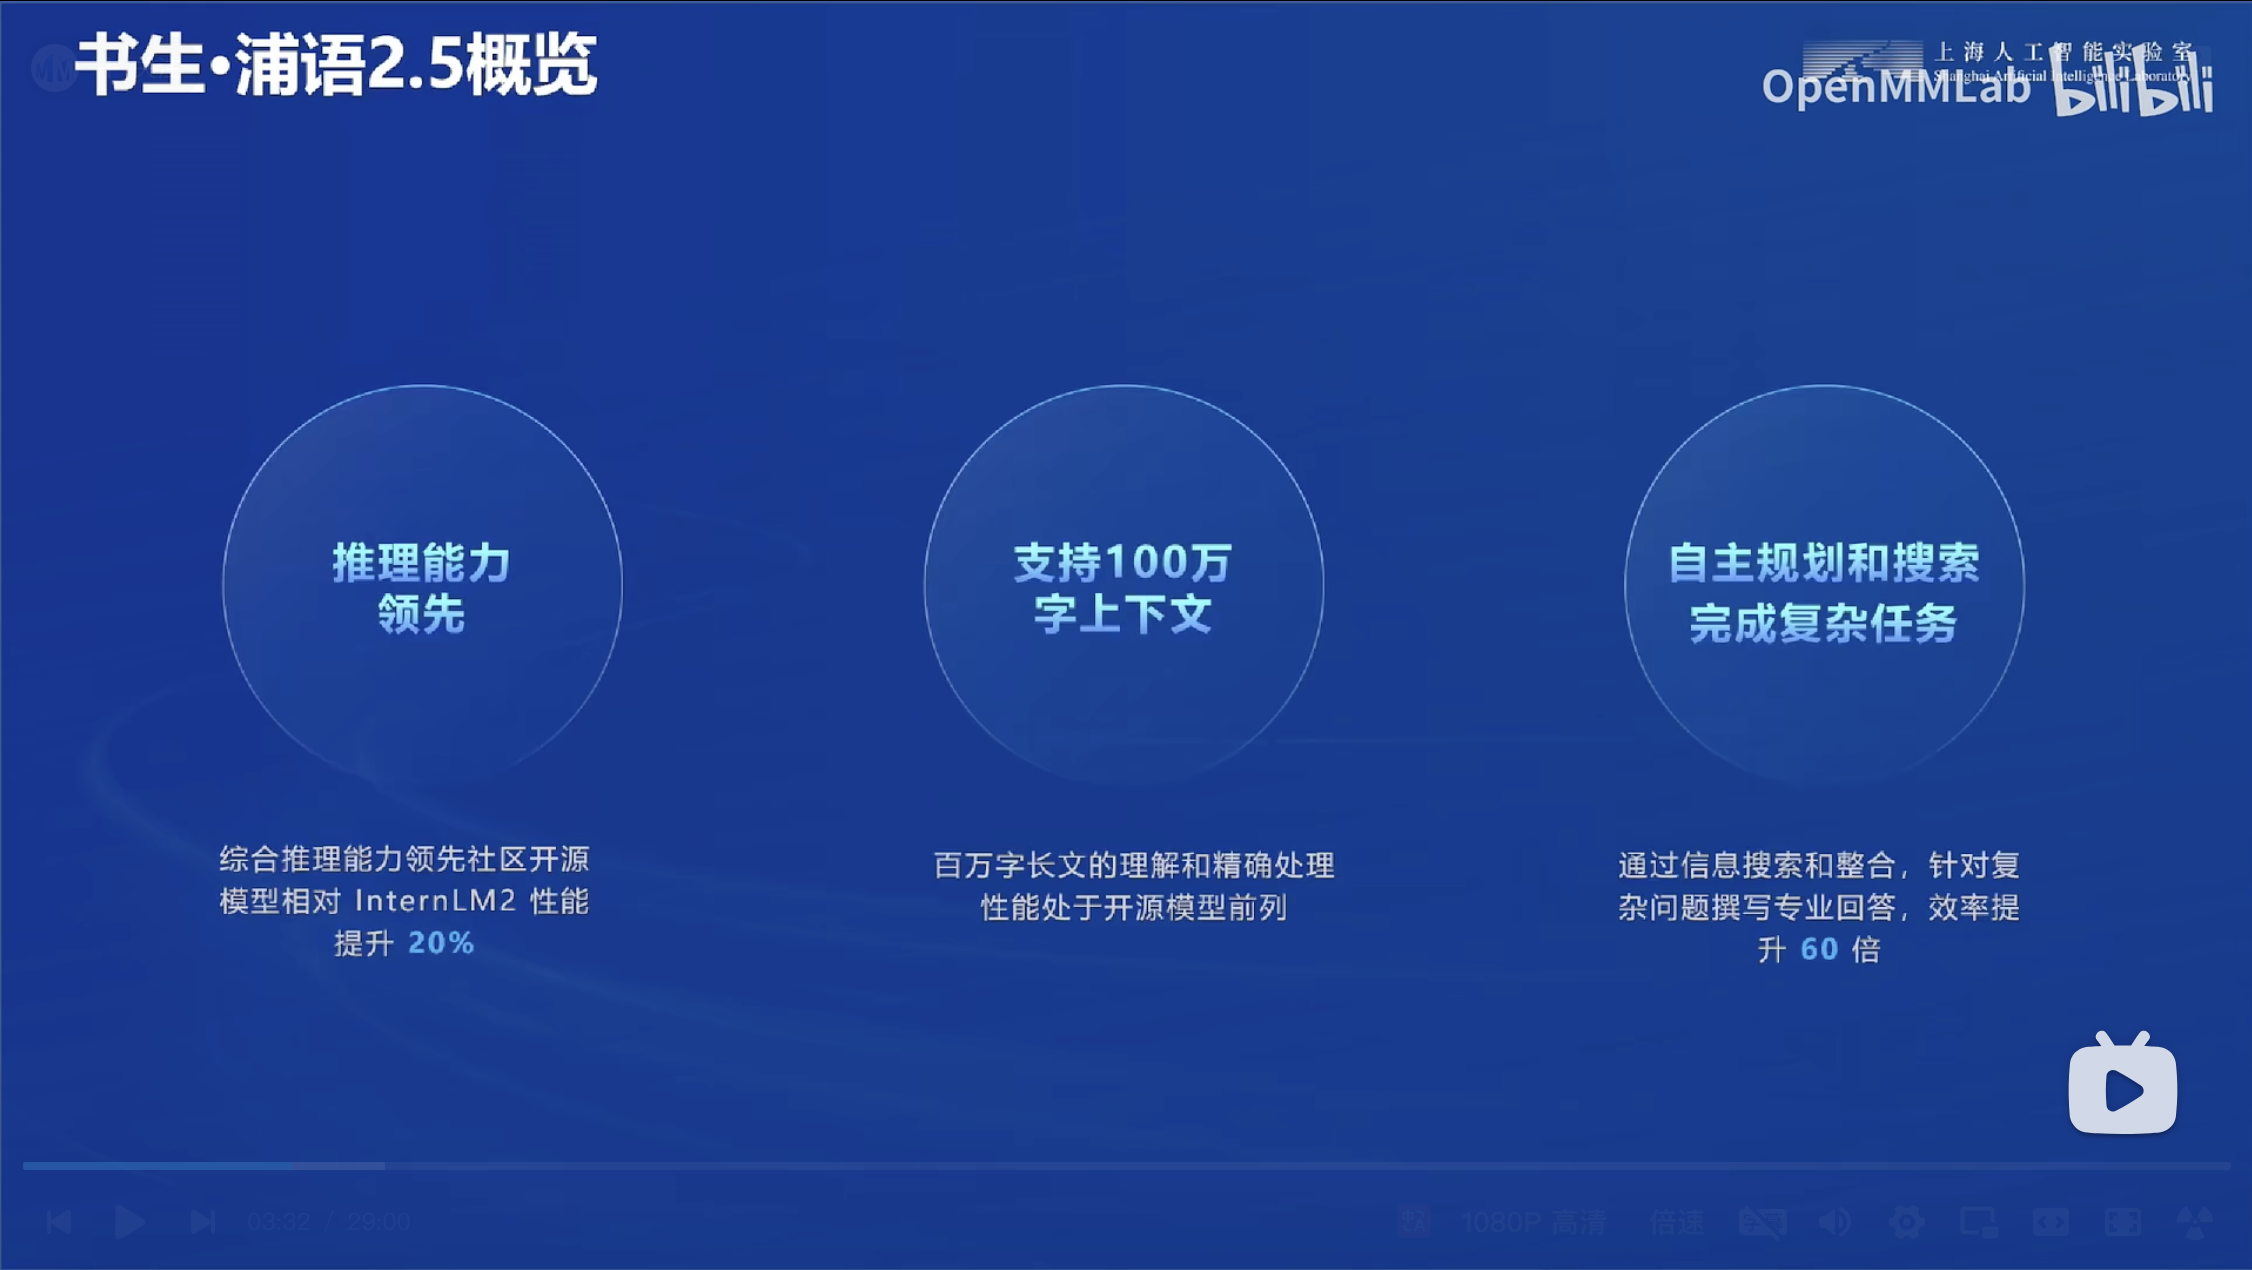 书生•浦语2.5概览
上海人工智能实验室
Shanghai Artificial Intelligence Laboratory
OpenMMLab bilibili
推理能力
领先
支持100万
字上下文
自主规划和搜索
完成复杂任务
综合推理能力领先社区开源
模型相对 InternLM2 性能
提升 20%
百万字长文的理解和精确处理
性能处于开源模型前列
通过信息搜索和整合，针对复
杂问题撰写专业回答，效率提
升 60 倍
03:32 / 29:00
1080P 高清
倍速